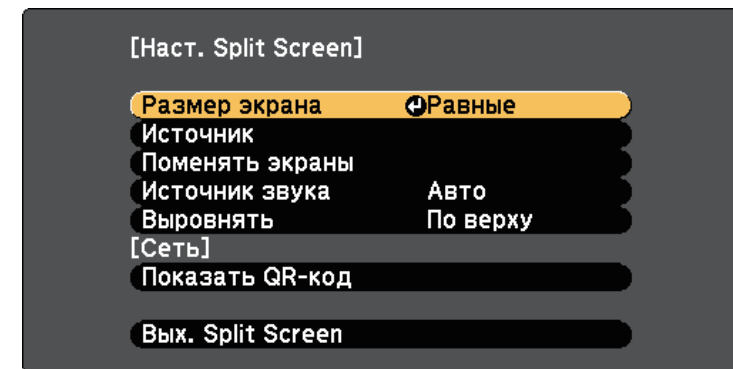 [Наст. Split Screen]
Размер экрана Равные
Источник
Поменять экраны
Источник звука Авто
Выровнять По верху
[Сеть]
Показать QR-код
Вых. Split Screen